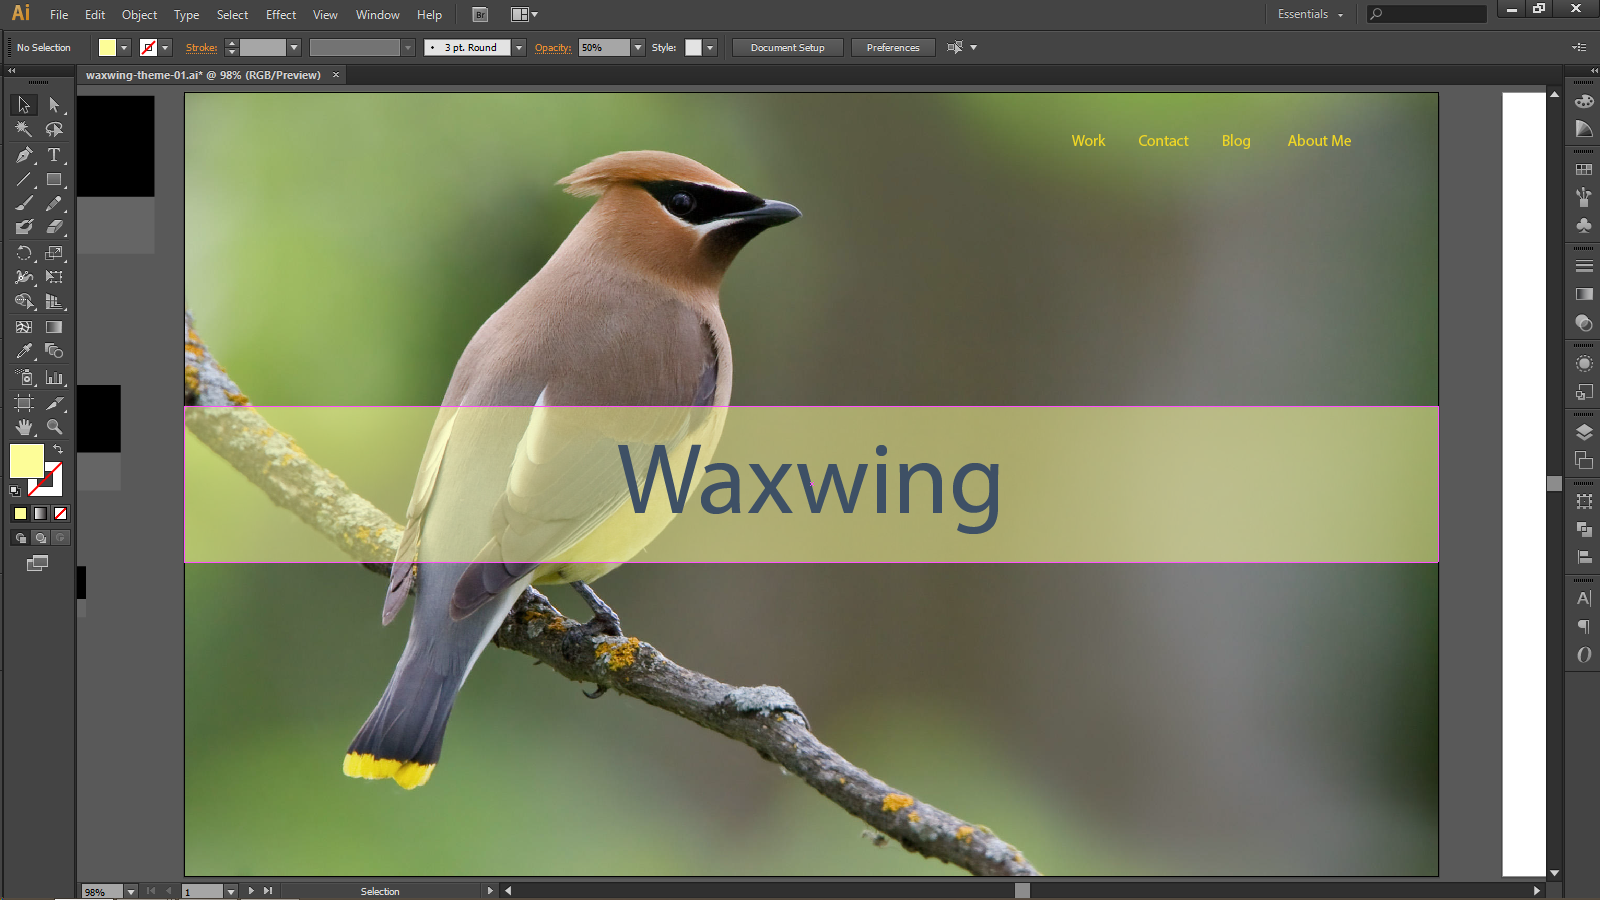 Ai File Edit Object Type Select Effect View Window Help Br Essentials
No Selection Stroke: 3 pt. Round Opacity: 50% Style: Document Setup Preferences
waxwing-theme-01.ai* @ 98% (RGB/Preview) ×
Work Contact Blog About Me
Waxwing
98% 1 Selection